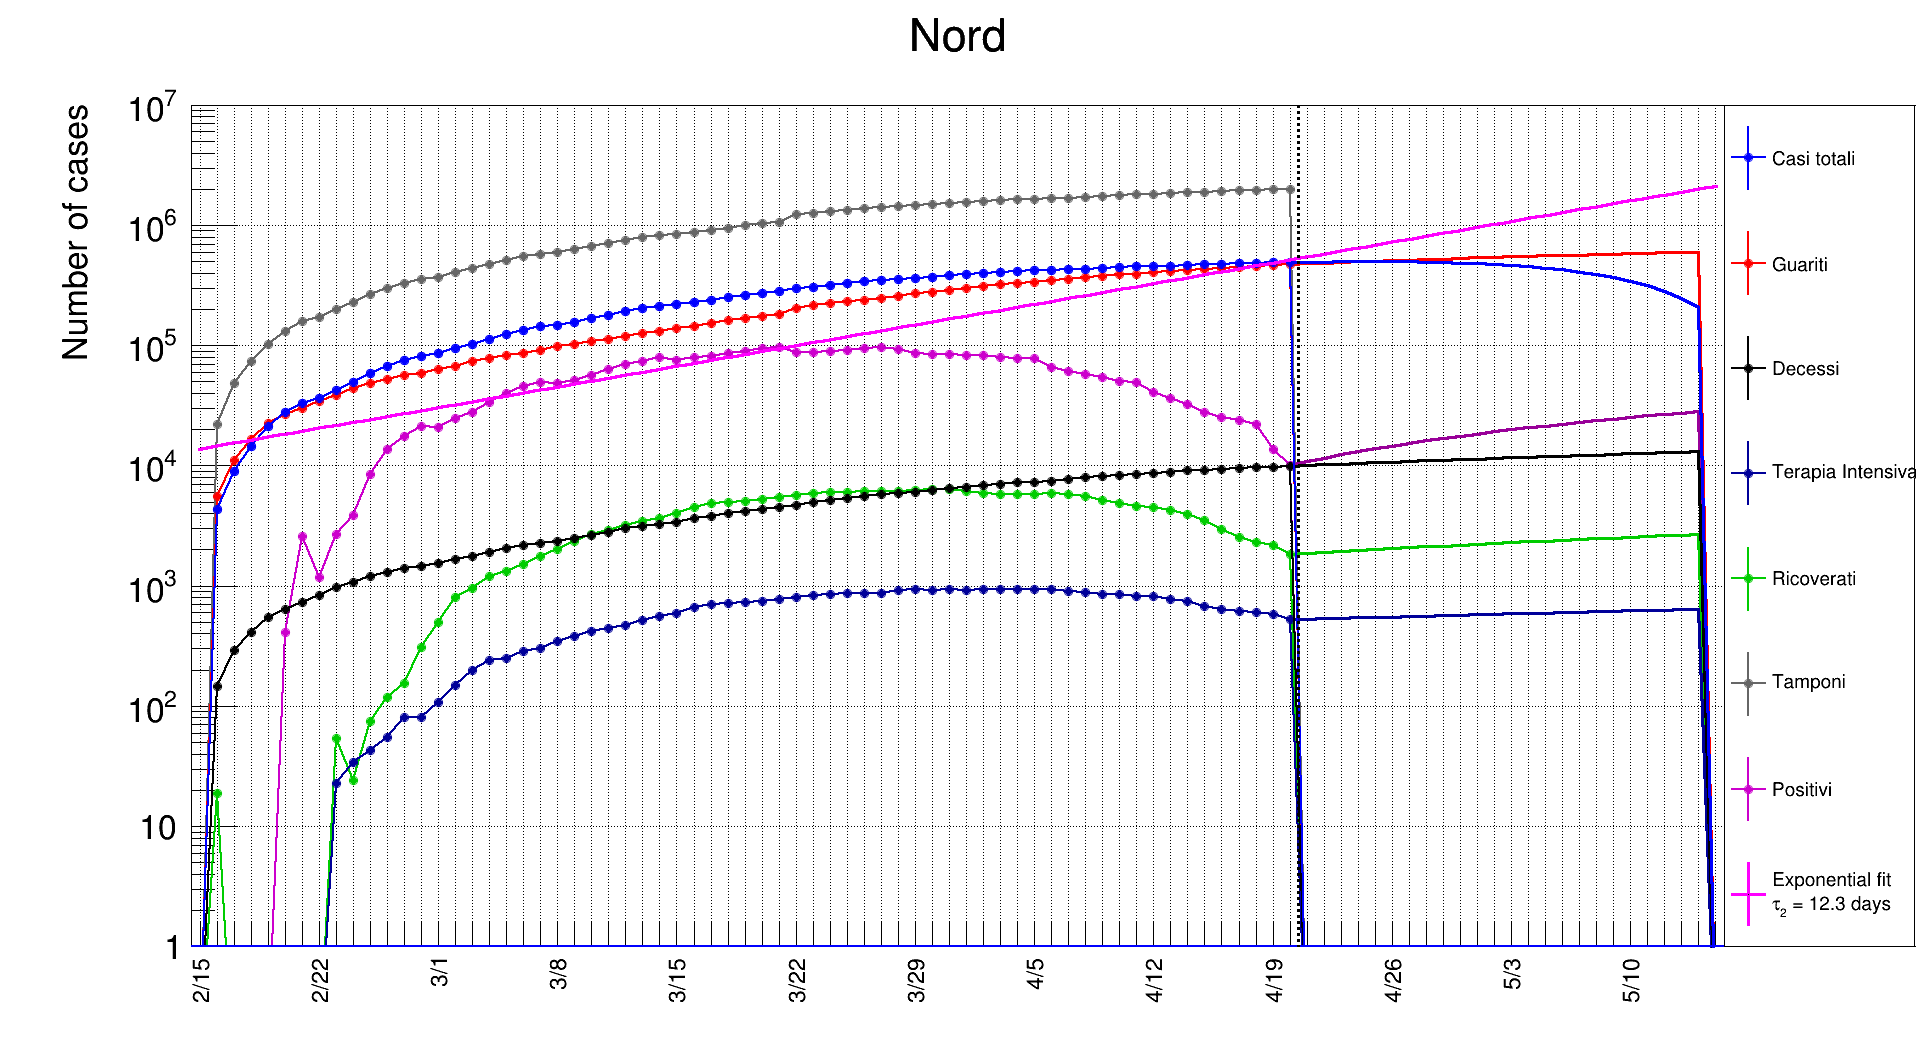 Nord
Number of cases
10^7
10^6
10^5
10^4
10^3
10^2
10
1
2/15
2/22
3/1
3/8
3/15
3/22
3/29
4/5
4/12
4/19
4/26
5/3
5/10
Casi totali
Guariti
Decessi
Terapia Intensiva
Ricoverati
Tamponi
Positivi
Exponential fit
τ₂ = 12.3 days